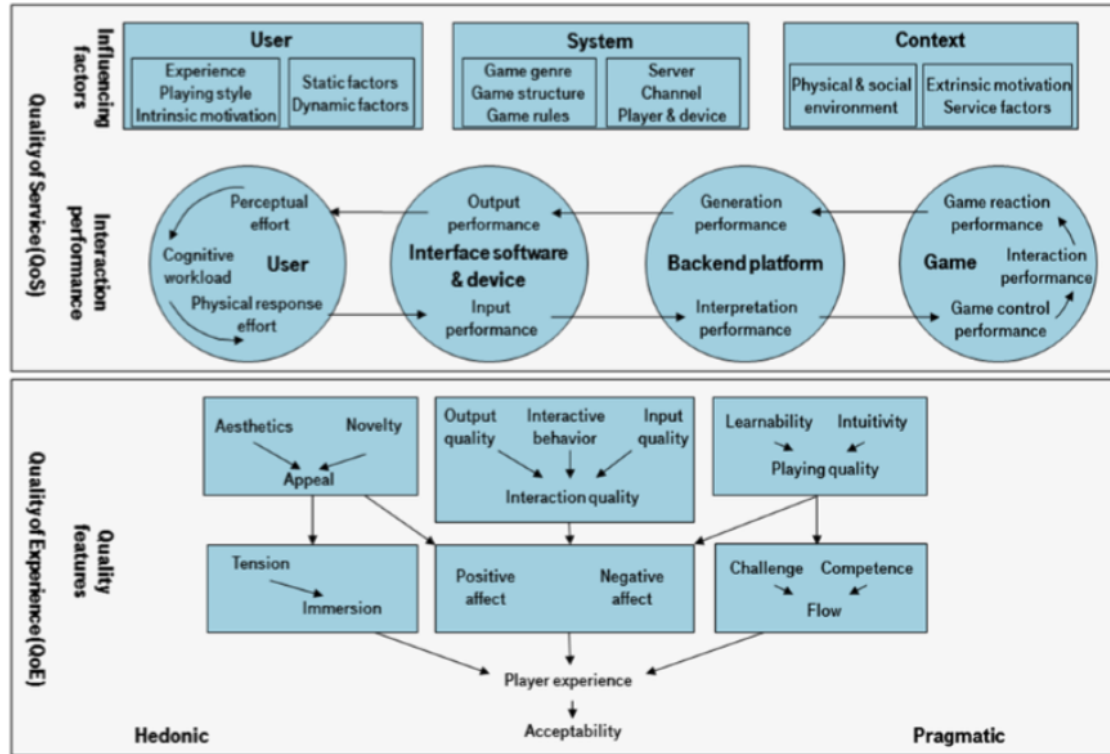 Quality of Service (QoS)
Influencing
factors
User
Experience
Playing style
Intrinsic motivation
Static factors
Dynamic factors
System
Game genre
Game structure
Game rules
Server
Channel
Player & device
Context
Physical & social
environment
Extrinsic motivation
Service factors
Interaction
performance
Perceptual
effort
Cognitive
workload
User
Physical response
effort
Output
performance
Interface software
& device
Input
performance
Generation
performance
Backend platform
Interpretation
performance
Game reaction
performance
Game
Interaction
performance
Game control
performance
Quality of Experience (QoE)
Quality
features
Aesthetics
Novelty
Appeal
Output
quality
Interactive
behavior
Input
quality
Interaction quality
Learnability
Intuitivity
Playing quality
Tension
Immersion
Positive
affect
Negative
affect
Challenge
Competence
Flow
Player experience
Acceptability
Hedonic
Pragmatic